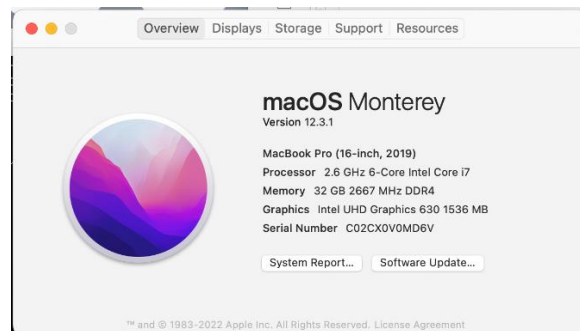 Overview Displays Storage Support Resources
macOS Monterey
Version 12.3.1
MacBook Pro (16-inch, 2019)
Processor 2.6 GHz 6-Core Intel Core i7
Memory 32 GB 2667 MHz DDR4
Graphics Intel UHD Graphics 630 1536 MB
Serial Number C02CX0V0MD6V
System Report... Software Update...
™ and © 1983-2022 Apple Inc. All Rights Reserved. License Agreement